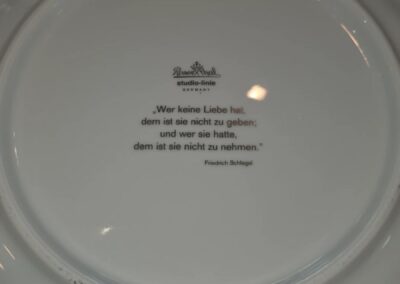 Rosenthal
studio-linie
GERMANY
„Wer keine Liebe hat,
dem ist sie nicht zu geben;
und wer sie hatte,
dem ist sie nicht zu nehmen.“
Friedrich Schlegel